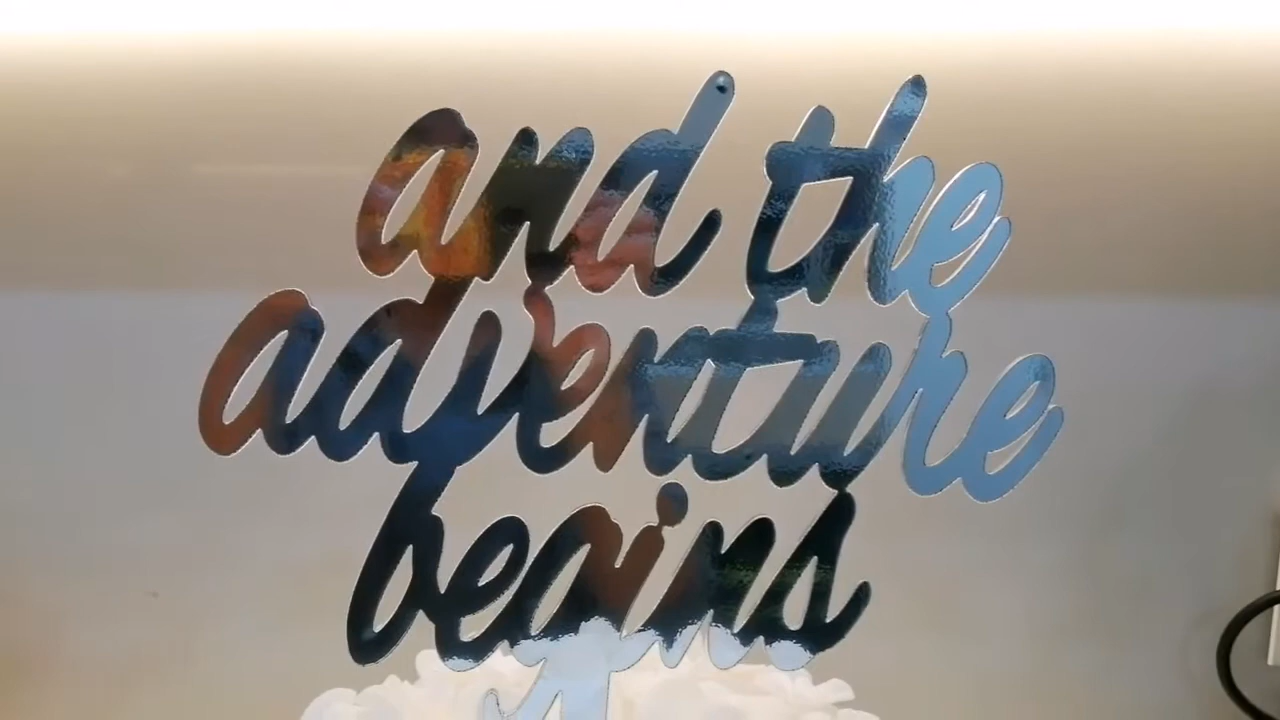 and the
adventure
begins